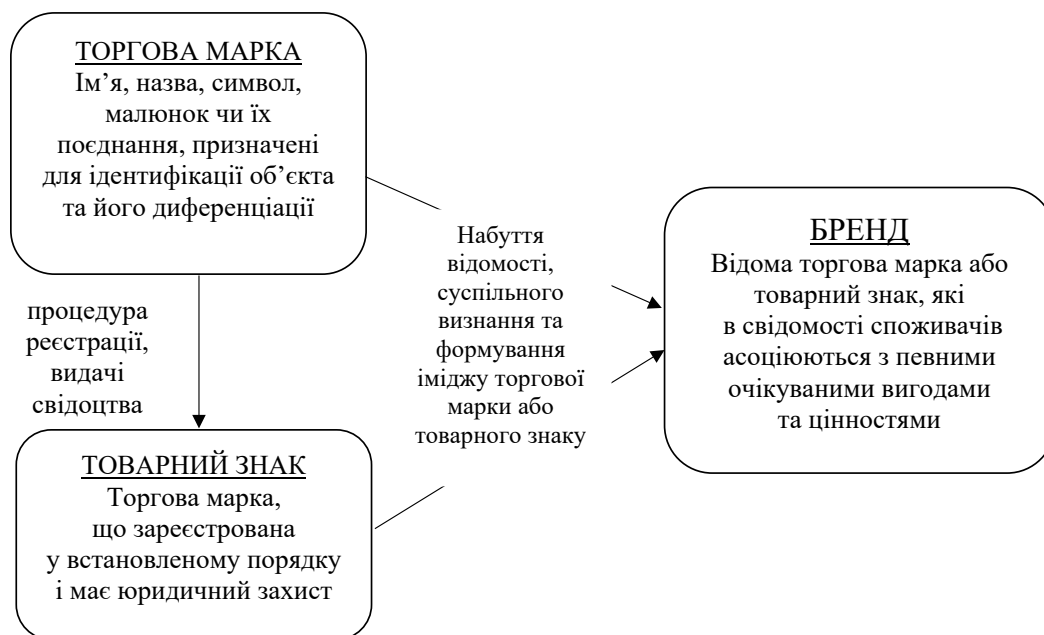 ТОРГОВА МАРКА
Ім’я, назва, символ,
малюнок чи їх
поєднання, призначені
для ідентифікації об’єкта
та його диференціації
процедура
реєстрації,
видачі
свідоцтва
ТОВАРНИЙ ЗНАК
Торгова марка,
що зареєстрована
у встановленому порядку
і має юридичний захист
Набуття
відомості,
суспільного
визнання та
формування
іміджу торгової
марки або
товарного знаку
БРЕНД
Відома торгова марка або
товарний знак, які
в свідомості споживачів
асоціюються з певними
очікуваними вигодами
та цінностями